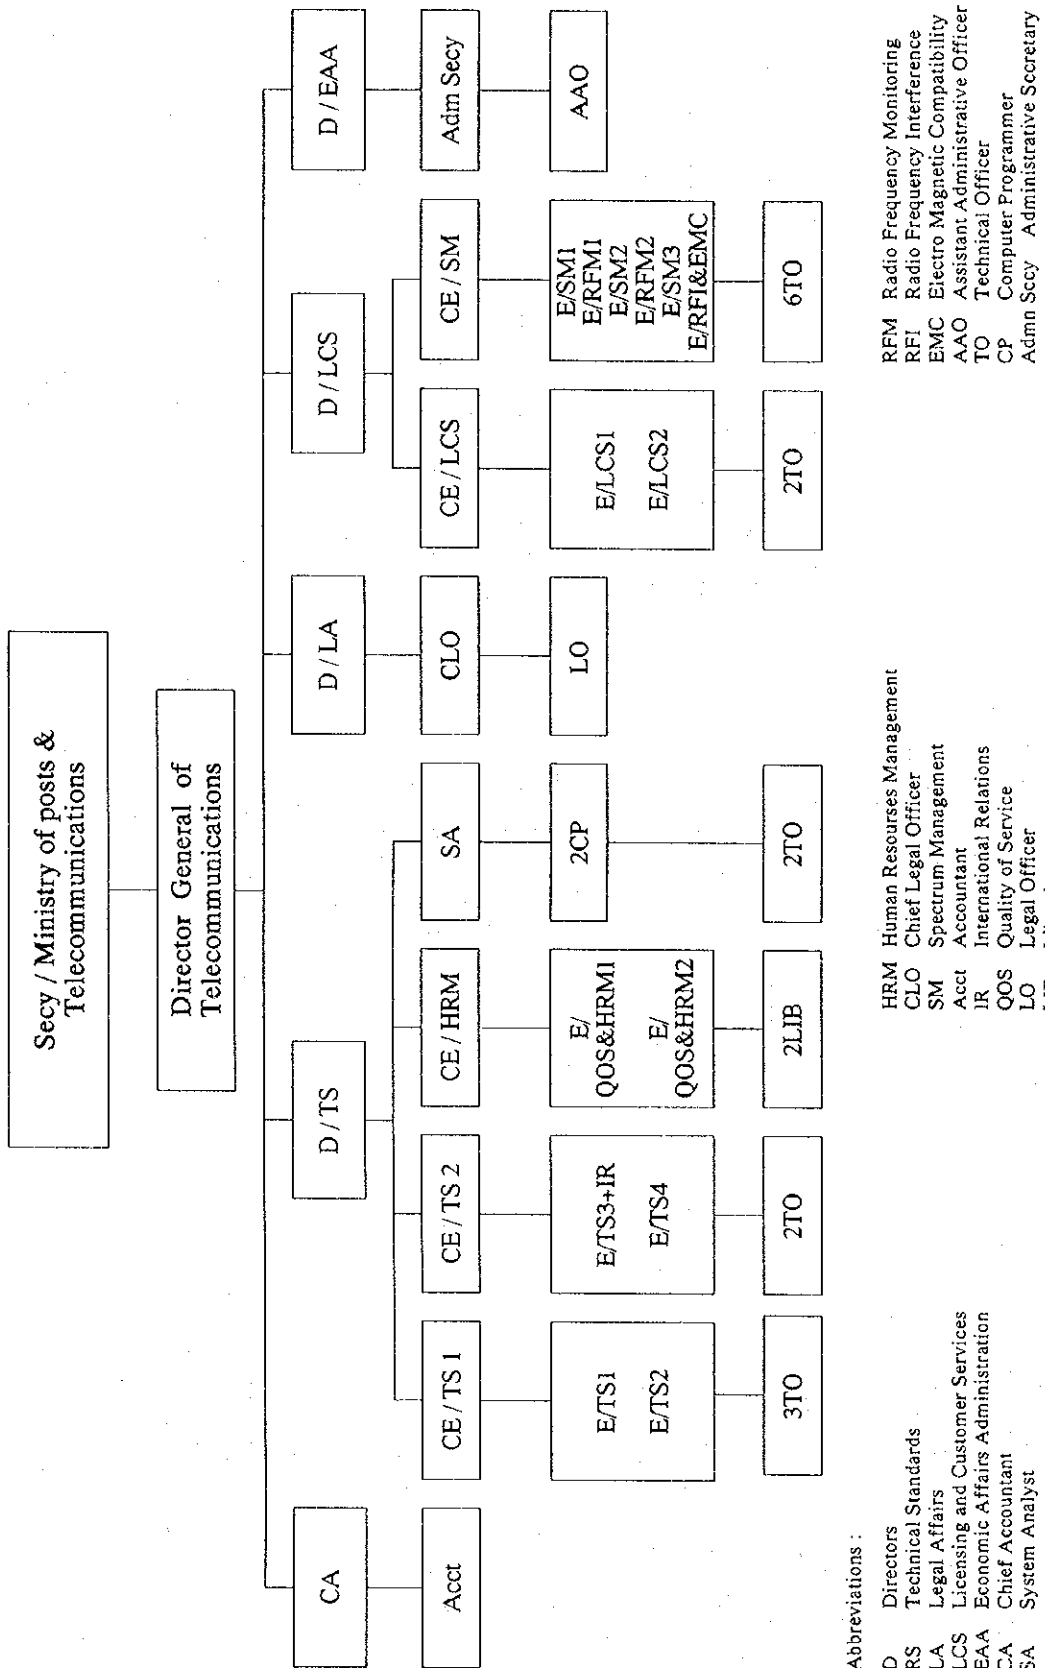 Secy / Ministry of posts &
Telecommunications
Director General of
Telecommunications
CA
D / TS
D / LA
D / LCS
D / EAA
Acct
CE / TS 1
CE / TS 2
CE / HRM
SA
CLO
CE / LCS
CE / SM
Adm Secy
E/TS1
E/TS2
E/TS3+IR
E/TS4
E/
QOS&HRM1
E/
QOS&HRM2
2CP
LO
E/LCS1
E/LCS2
E/SM1
E/RFM1
E/SM2
E/RFM2
E/SM3
E/RFI&EMC
AAO
3TO
2TO
2LIB
2TO
2TO
6TO
Abbreviations :
D Directors
RS Technical Standards
LA Legal Affairs
LCS Licensing and Customer Services
EAA Economic Affairs Administration
CA Chief Accountant
SA System Analyst
HRM Human Resourses Management
CLO Chief Legal Officer
SM Spectrum Management
Acct Accountant
IR International Relations
QOS Quality of Service
LO Legal Officer
RFM Radio Frequency Monitoring
RFI Radio Frequency Interference
EMC Electro Magnetic Compatibility
AAO Assistant Administrative Officer
TO Technical Officer
CP Computer Programmer
Admn Secy Administrative Secretary